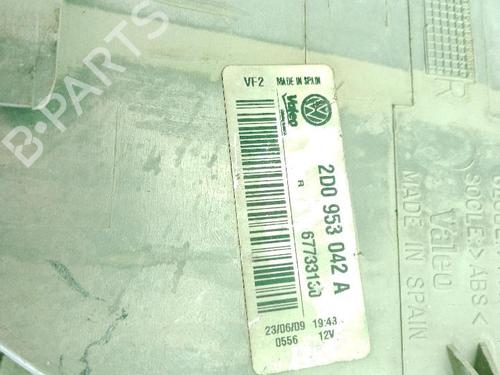 B-PARTS
VF2 MADE IN SPAIN
Valeo
2D0 953 042 A
R
67733130
23/06/09 19:43
0556 12V
R
SOCLE >ABS<
Valeo
MADE IN SPAIN